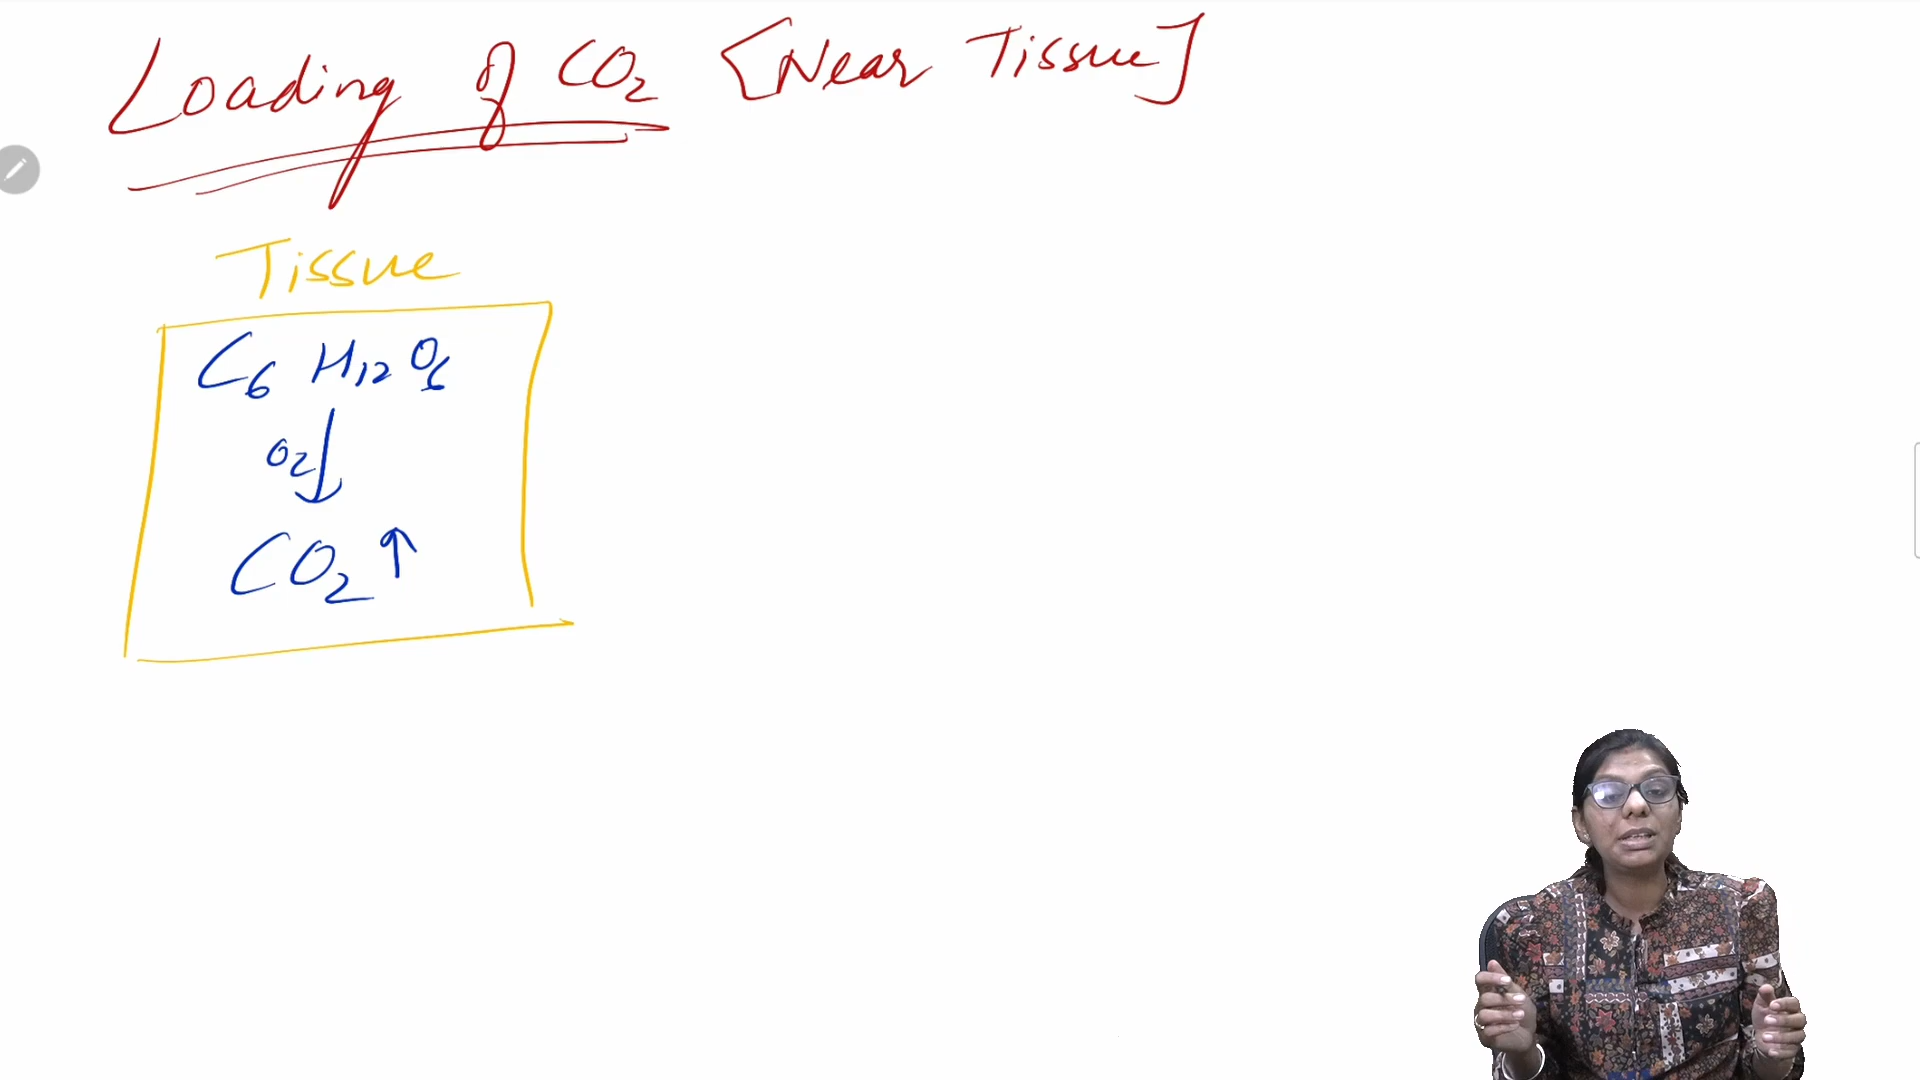 Loading of CO2 [Near Tissue]
Tissue
C6 H12 O6
O2
CO2 ↑